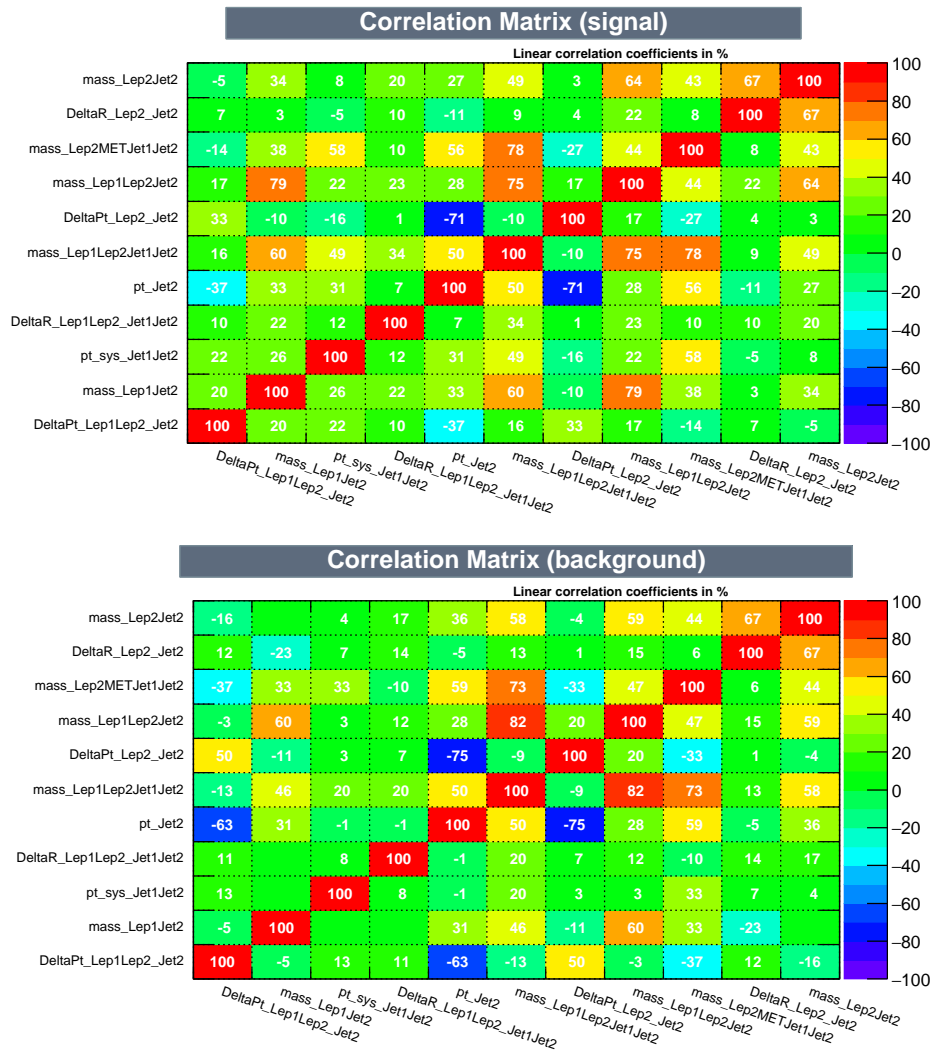 Correlation Matrix (signal)
Linear correlation coefficients in %
mass_Lep2Jet2 -5 34 8 20 27 49 3 64 43 67 100
DeltaR_Lep2_Jet2 7 3 -5 10 -11 9 4 22 8 100 67
mass_Lep2METJet1Jet2 -14 38 58 10 56 78 -27 44 100 8 43
mass_Lep1Lep2Jet2 17 79 22 23 28 75 17 100 44 22 64
DeltaPt_Lep2_Jet2 33 -10 -16 1 -71 -10 100 17 -27 4 3
mass_Lep1Lep2Jet1Jet2 16 60 49 34 50 100 -10 75 78 9 49
pt_Jet2 -37 33 31 7 100 50 -71 28 56 -11 27
DeltaR_Lep1Lep2_Jet1Jet2 10 22 12 100 7 34 1 23 10 10 20
pt_sys_Jet1Jet2 22 26 100 12 31 49 -16 22 58 -5 8
mass_Lep1Jet2 20 100 26 22 33 60 -10 79 38 3 34
DeltaPt_Lep1Lep2_Jet2 100 20 22 10 -37 16 33 17 -14 7 -5
DeltaPt_Lep1Lep2_Jet2
mass_Lep1Jet2
pt_sys_Jet1Jet2
DeltaR_Lep1Lep2_Jet1Jet2
pt_Jet2
mass_Lep1Lep2Jet1Jet2
DeltaPt_Lep2_Jet2
mass_Lep1Lep2Jet2
mass_Lep2METJet1Jet2
DeltaR_Lep2_Jet2
mass_Lep2Jet2
100
80
60
40
20
0
−20
−40
−60
−80
−100
Correlation Matrix (background)
Linear correlation coefficients in %
mass_Lep2Jet2 -16 4 17 36 58 -4 59 44 67 100
DeltaR_Lep2_Jet2 12 -23 7 14 -5 13 1 15 6 100 67
mass_Lep2METJet1Jet2 -37 33 33 -10 59 73 -33 47 100 6 44
mass_Lep1Lep2Jet2 -3 60 3 12 28 82 20 100 47 15 59
DeltaPt_Lep2_Jet2 50 -11 3 7 -75 -9 100 20 -33 1 -4
mass_Lep1Lep2Jet1Jet2 -13 46 20 20 50 100 -9 82 73 13 58
pt_Jet2 -63 31 -1 -1 100 50 -75 28 59 -5 36
DeltaR_Lep1Lep2_Jet1Jet2 11 8 100 -1 20 7 12 -10 14 17
pt_sys_Jet1Jet2 13 100 8 -1 20 3 3 33 7 4
mass_Lep1Jet2 -5 100 31 46 -11 60 33 -23
DeltaPt_Lep1Lep2_Jet2 100 -5 13 11 -63 -13 50 -3 -37 12 -16
DeltaPt_Lep1Lep2_Jet2
mass_Lep1Jet2
pt_sys_Jet1Jet2
DeltaR_Lep1Lep2_Jet1Jet2
pt_Jet2
mass_Lep1Lep2Jet1Jet2
DeltaPt_Lep2_Jet2
mass_Lep1Lep2Jet2
mass_Lep2METJet1Jet2
DeltaR_Lep2_Jet2
mass_Lep2Jet2
100
80
60
40
20
0
−20
−40
−60
−80
−100